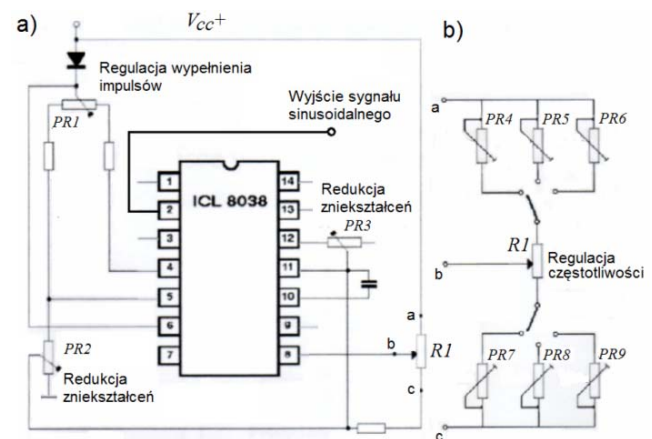 a)
V_CC+
Regulacja wypełnienia
impulsów
PR1
Wyjście sygnału
sinusoidalnego
ICL 8038
1
2
3
4
5
6
7
14
13
12
11
10
9
8
Redukcja
zniekształceń
PR3
PR2
Redukcja
zniekształceń
a
b
c
R1
b)
a
PR4
PR5
PR6
R1
Regulacja
częstotliwości
b
PR7
PR8
PR9
c